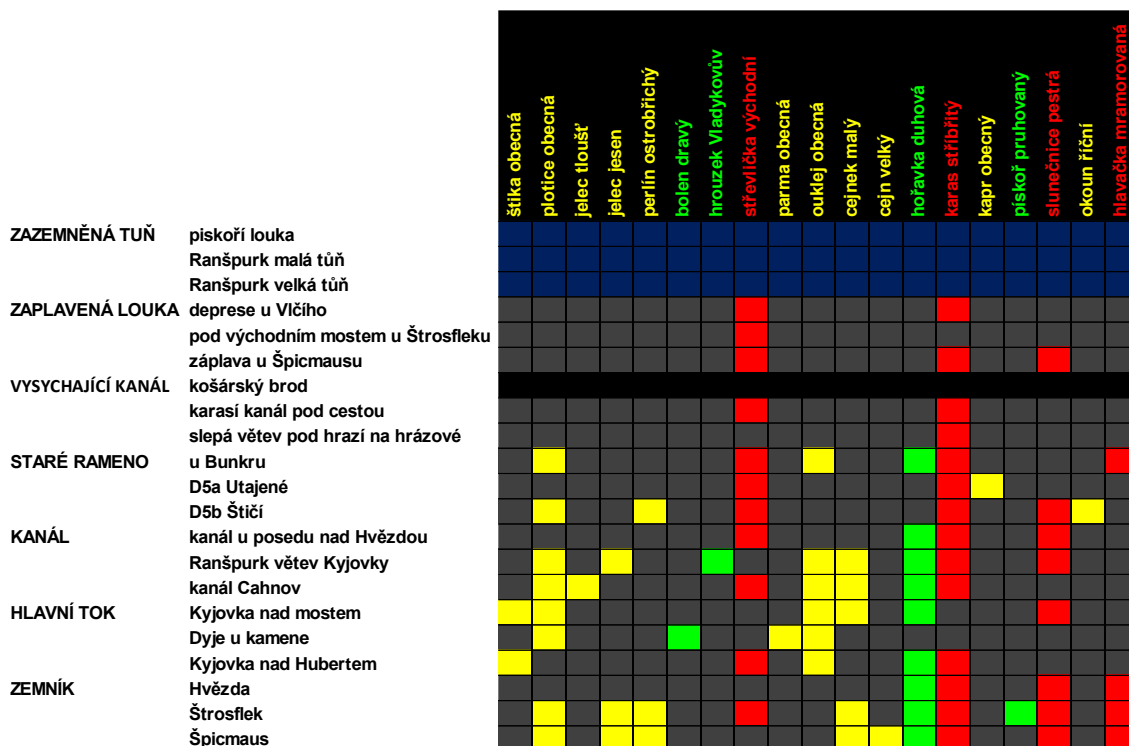 štika obecná
plotice obecná
jelec tloušť
jelec jesen
perlín ostrobřichý
bolen dravý
hrouzek Vladykovův
střevlička východní
parma obecná
ouklej obecná
cejnek malý
cejn velký
hořavka duhová
karas stříbřitý
kapr obecný
piskoř pruhovaný
slunečnice pestrá
okoun říční
hlavačka mramorovaná
ZAZEMNĚNÁ TUŇ piskoří louka
Ranšpurk malá tůň
Ranšpurk velká tůň
ZAPLAVENÁ LOUKA deprese u Vlčího
pod východním mostem u Štrosfleku
záplava u Špicmausu
VYSYCHAJÍCÍ KANÁL košárský brod
karasí kanál pod cestou
slepá větev pod hrazí na hrázové
STARÉ RAMENO u Bunkru
D5a Utajené
D5b Štičí
KANÁL kanál u posedu nad Hvězdou
Ranšpurk větev Kyjovky
kanál Cahnov
HLAVNÍ TOK Kyjovka nad mostem
Dyje u kamene
Kyjovka nad Hubertem
ZEMNÍK Hvězda
Štrosflek
Špicmaus